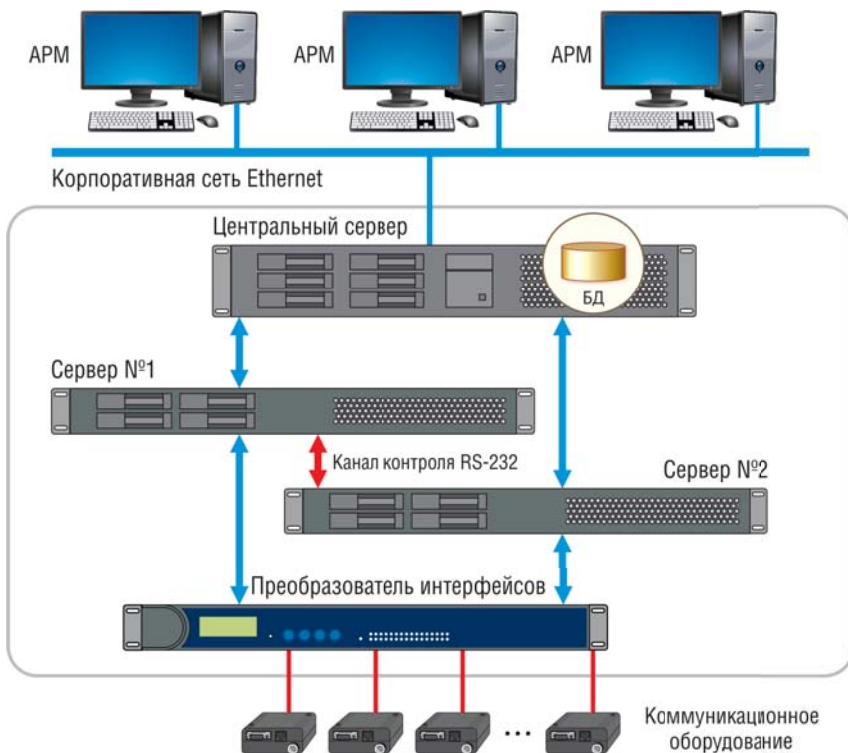 АРМ
АРМ
АРМ
Корпоративная сеть Ethernet
Центральный сервер
БД
Сервер №1
Канал контроля RS-232
Сервер №2
Преобразователь интерфейсов
...
Коммуникационное
оборудование